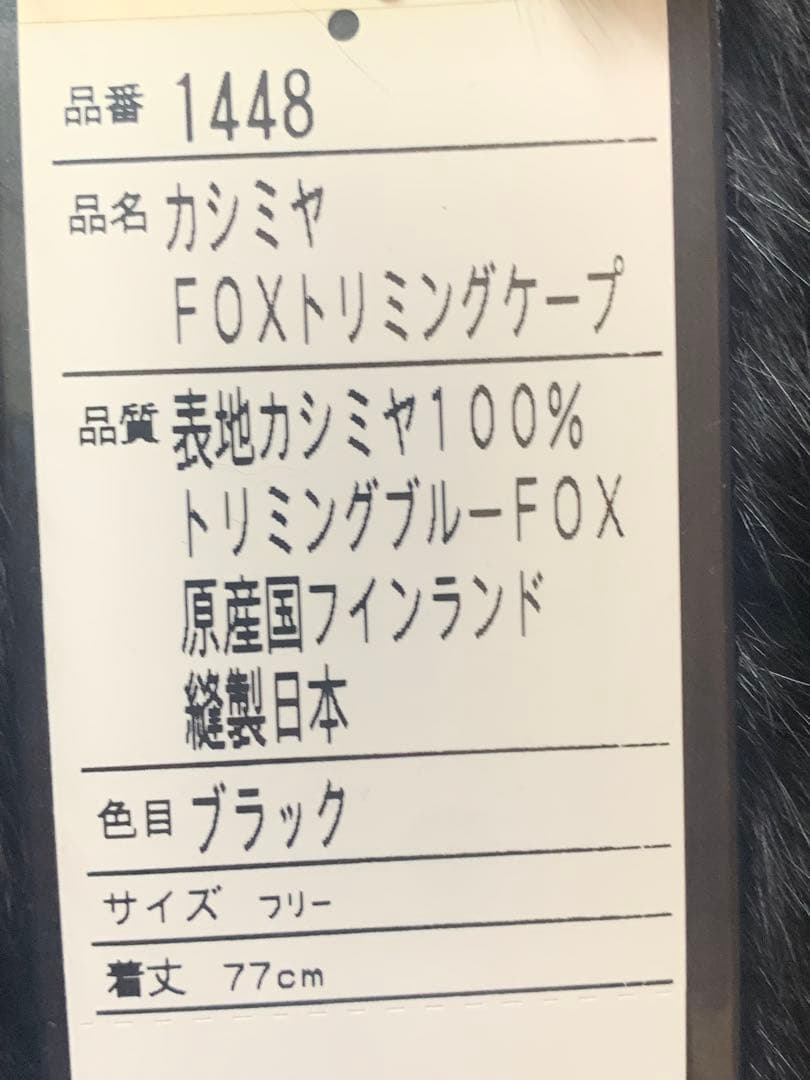 品番 1448
品名 カシミヤ
FOXトリミングケープ
品質 表地カシミヤ100%
トリミングブルーFOX
原産国フインランド
縫製日本
色目 ブラック
サイズ フリー
着丈 77cm